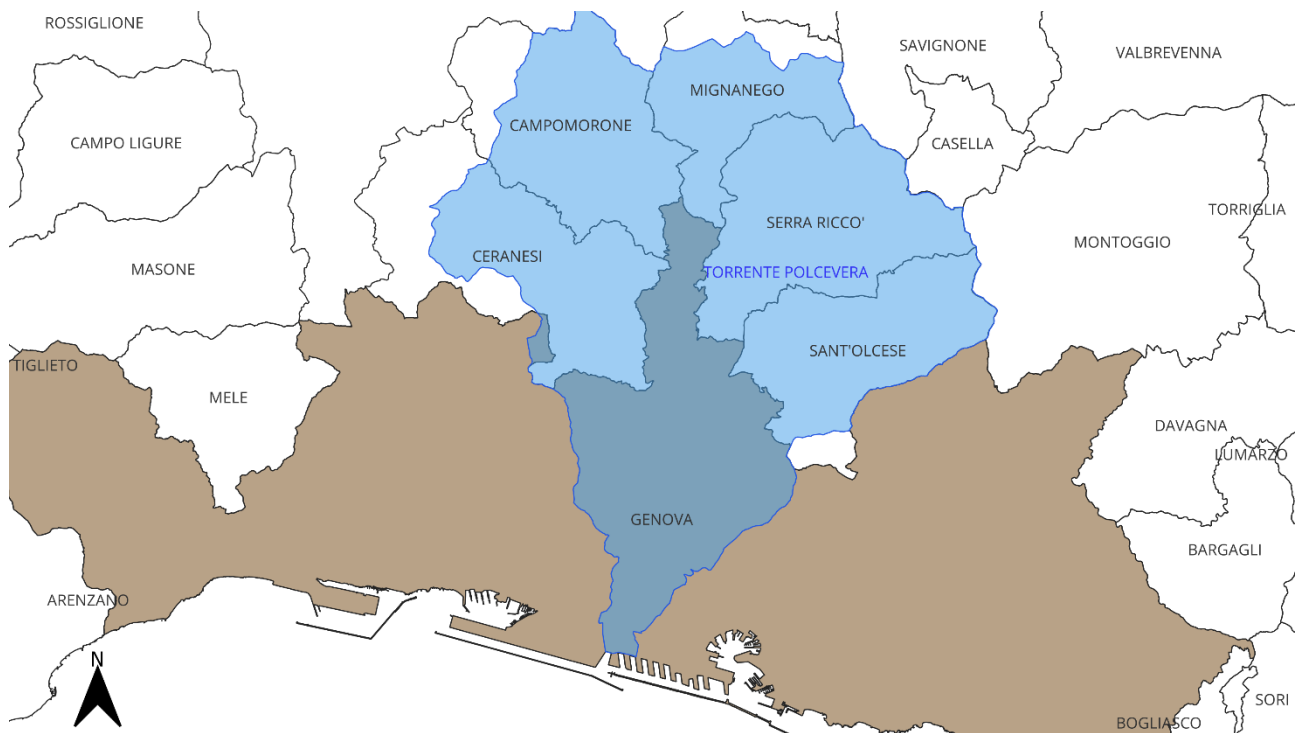 ROSSIGLIONE
SAVIGNONE
VALBREVENNA
MIGNANEGO
CAMPOMORONE
CAMPO LIGURE
CASELLA
TORRIGLIA
SERRA RICCO'
MONTOGGIO
CERANESI
MASONE
TORRENTE POLCEVERA
SANT'OLCESE
TIGLIETO
MELE
DAVAGNA
LUMARZO
GENOVA
BARGAGLI
ARENZANO
N
SORI
BOGLIASCO